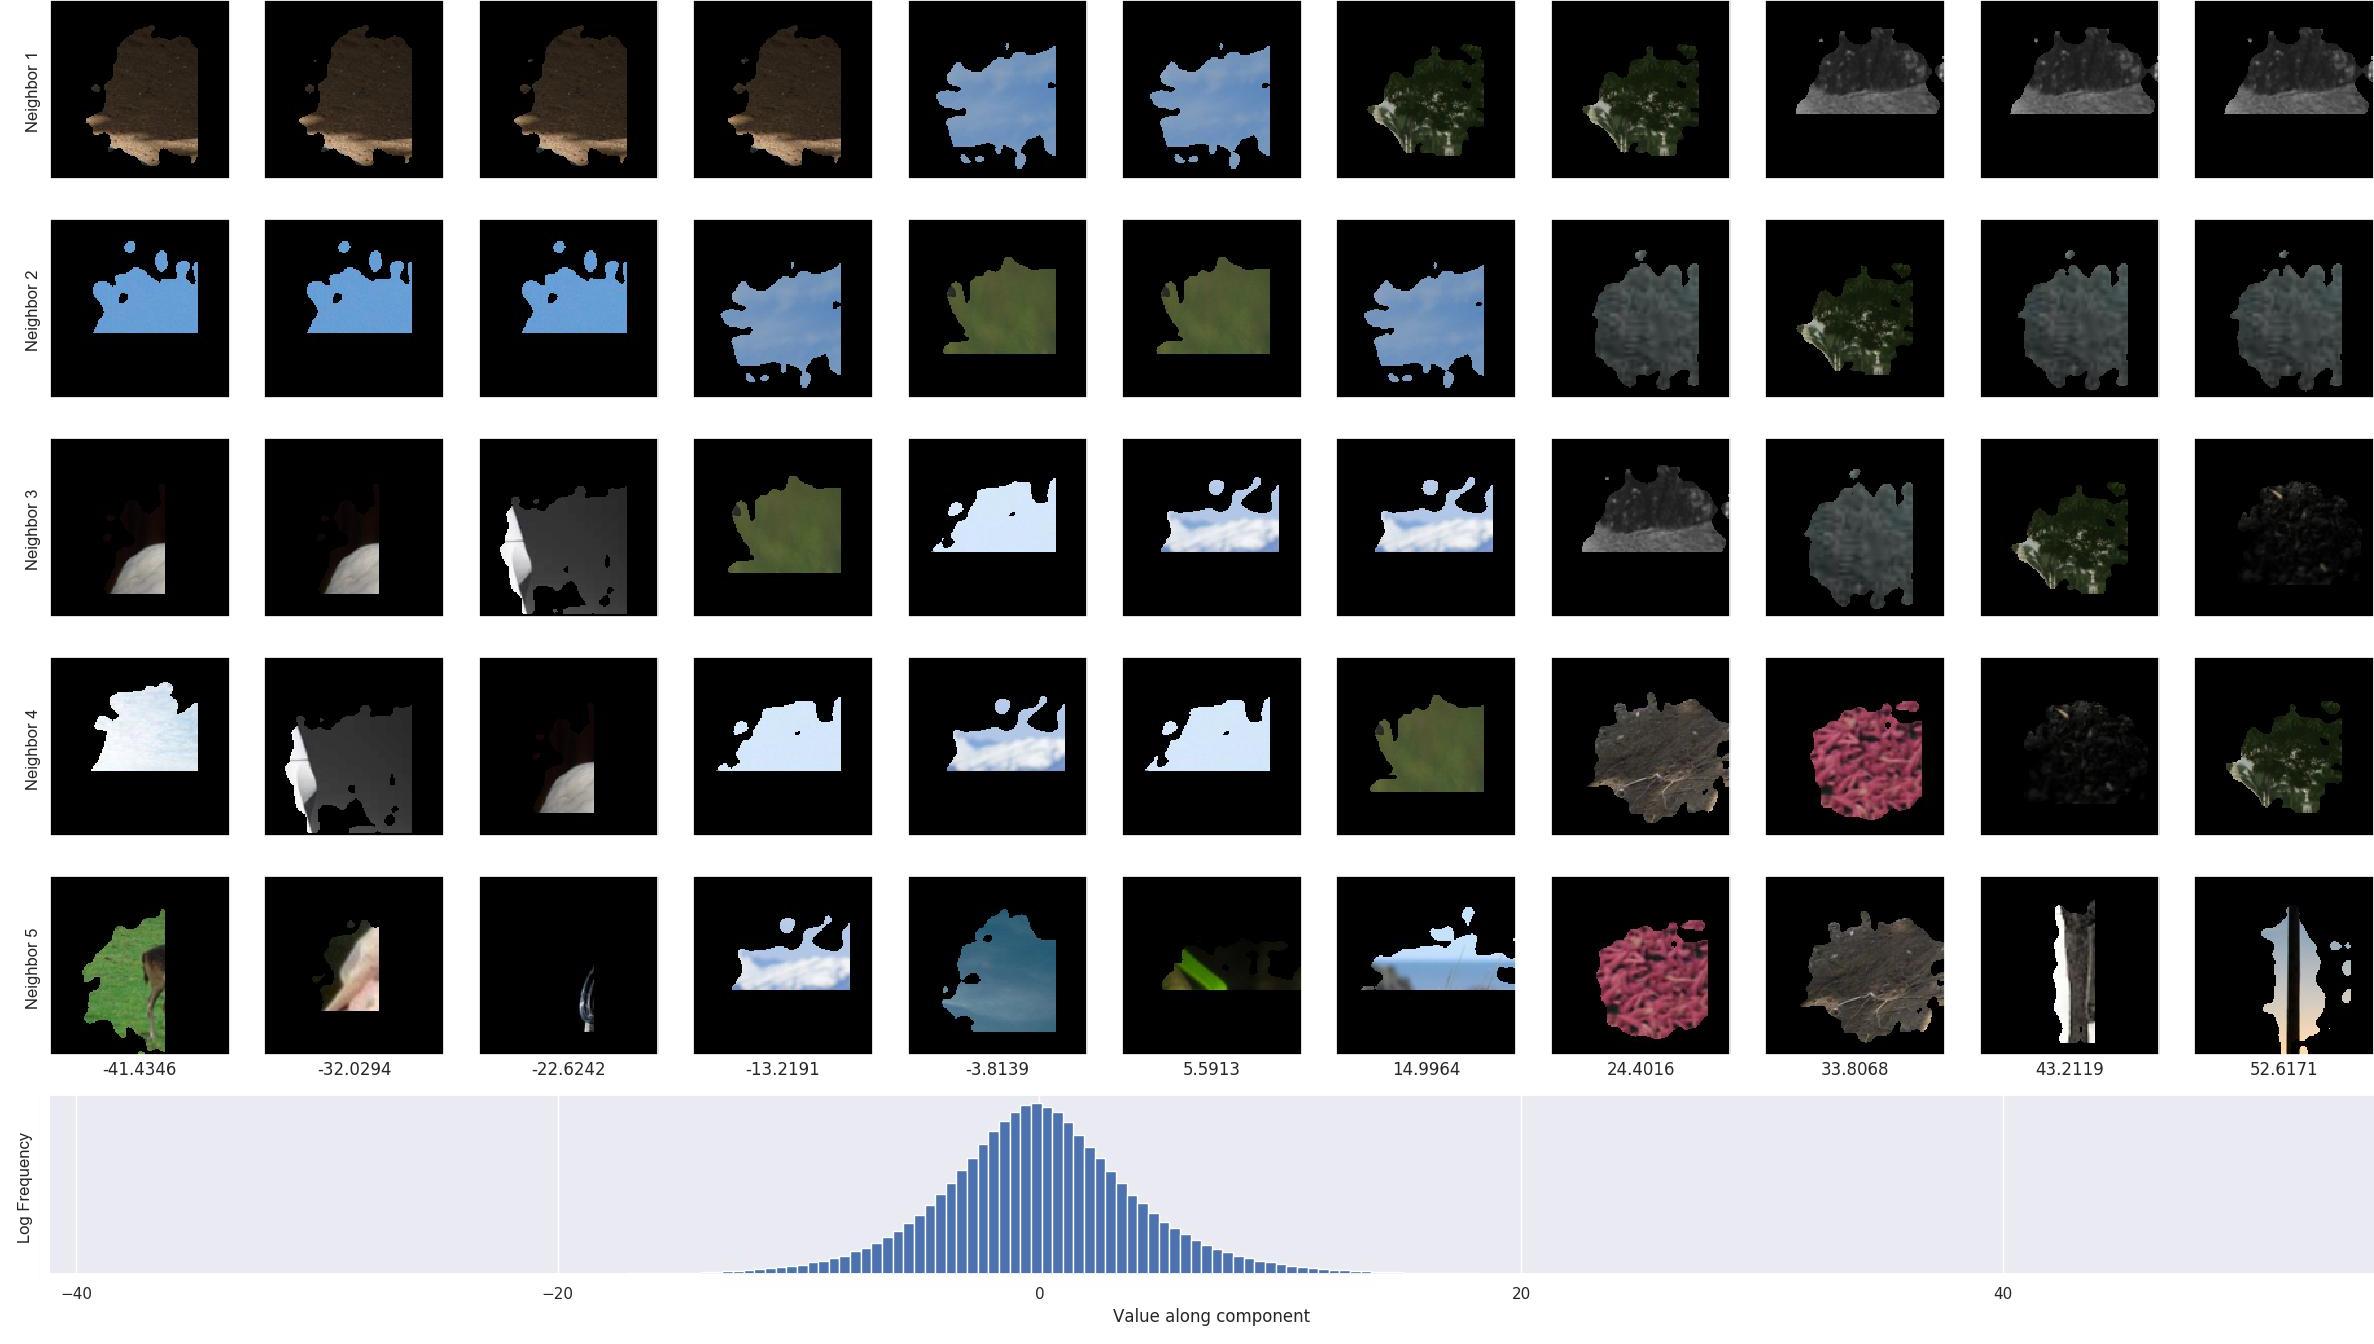 Neighbor 1
Neighbor 2
Neighbor 3
Neighbor 4
Neighbor 5
-41.4346 -32.0294 -22.6242 -13.2191 -3.8139 5.5913 14.9964 24.4016 33.8068 43.2119 52.6171
Log Frequency
−40 −20 0 20 40
Value along component